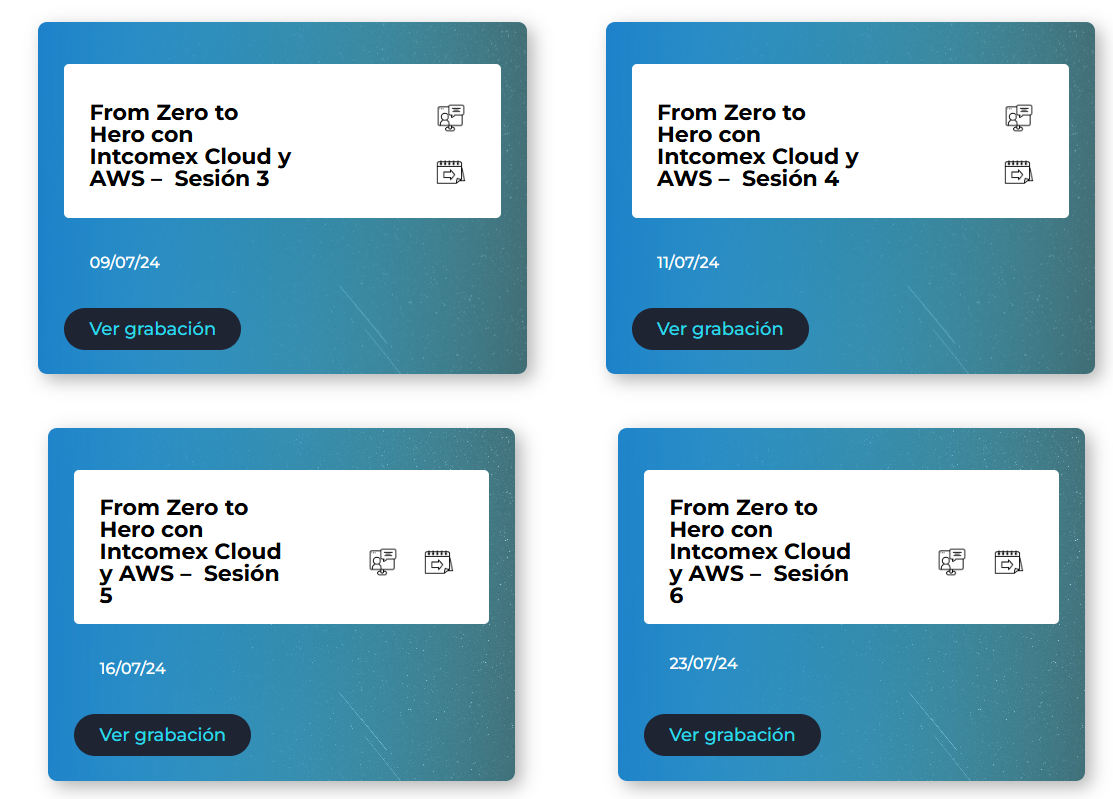 From Zero to
Hero con
Intcomex Cloud y
AWS –  Sesión 3
09/07/24
Ver grabación
From Zero to
Hero con
Intcomex Cloud y
AWS –  Sesión 4
11/07/24
Ver grabación
From Zero to
Hero con
Intcomex Cloud
y AWS –  Sesión
5
16/07/24
Ver grabación
From Zero to
Hero con
Intcomex Cloud
y AWS –  Sesión
6
23/07/24
Ver grabación